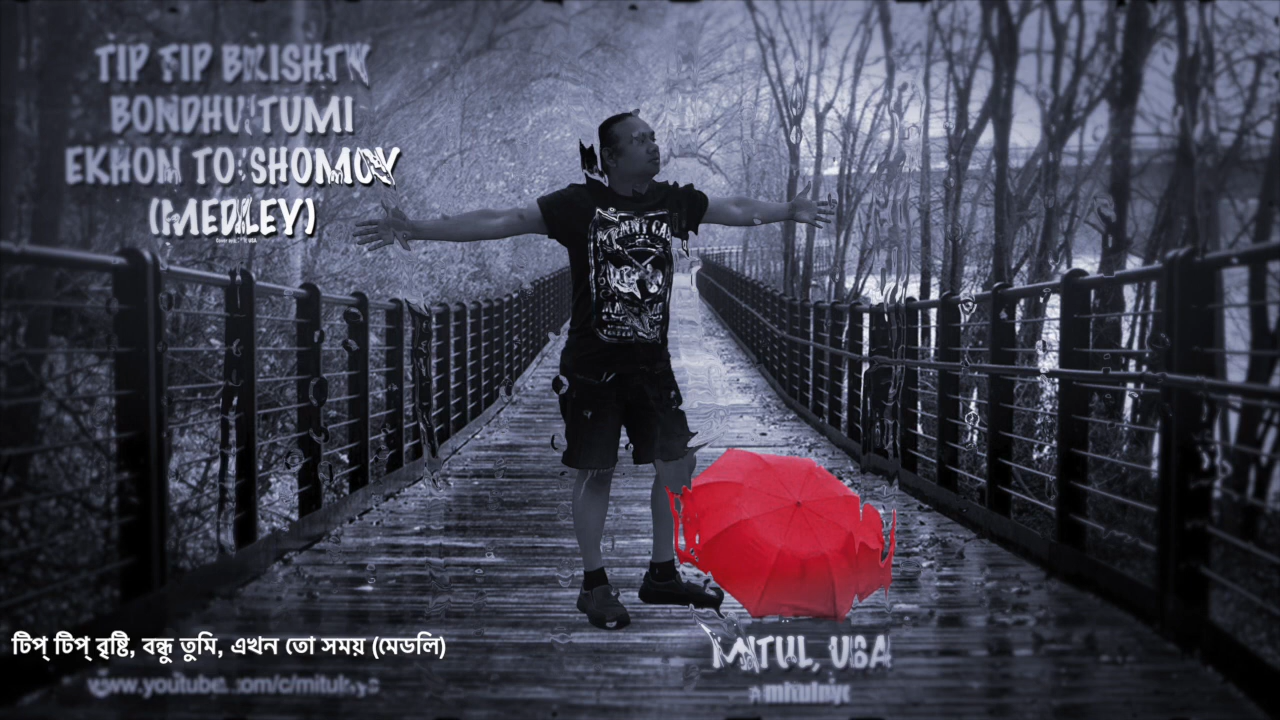 TIP TIP BRISHTY
BONDHU TUMI
EKHON TO SHOMOY
(MEDLEY)
টিপ্ টিপ্ বৃষ্টি, বন্ধু তুমি, এখন তো সময় (মেডলি)
MITUL, USA